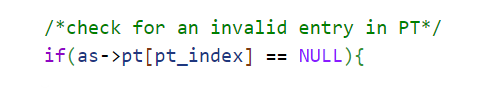 /*check for an invalid entry in PT*/
if(as->pt[pt_index] == NULL){